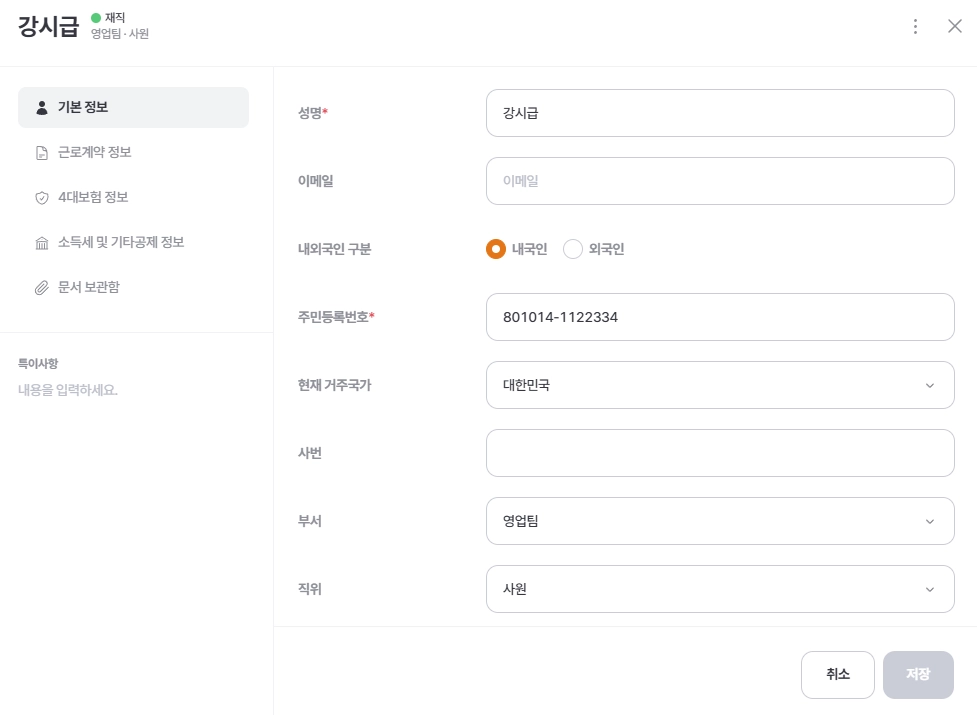 강시급
재직
영업팀 · 사원
기본 정보
근로계약 정보
4대보험 정보
소득세 및 기타공제 정보
문서 보관함
특이사항
내용을 입력하세요.
성명*
강시급
이메일
이메일
내외국인 구분
내국인
외국인
주민등록번호*
801014-1122334
현재 거주국가
대한민국
사번
부서
영업팀
직위
사원
취소
저장